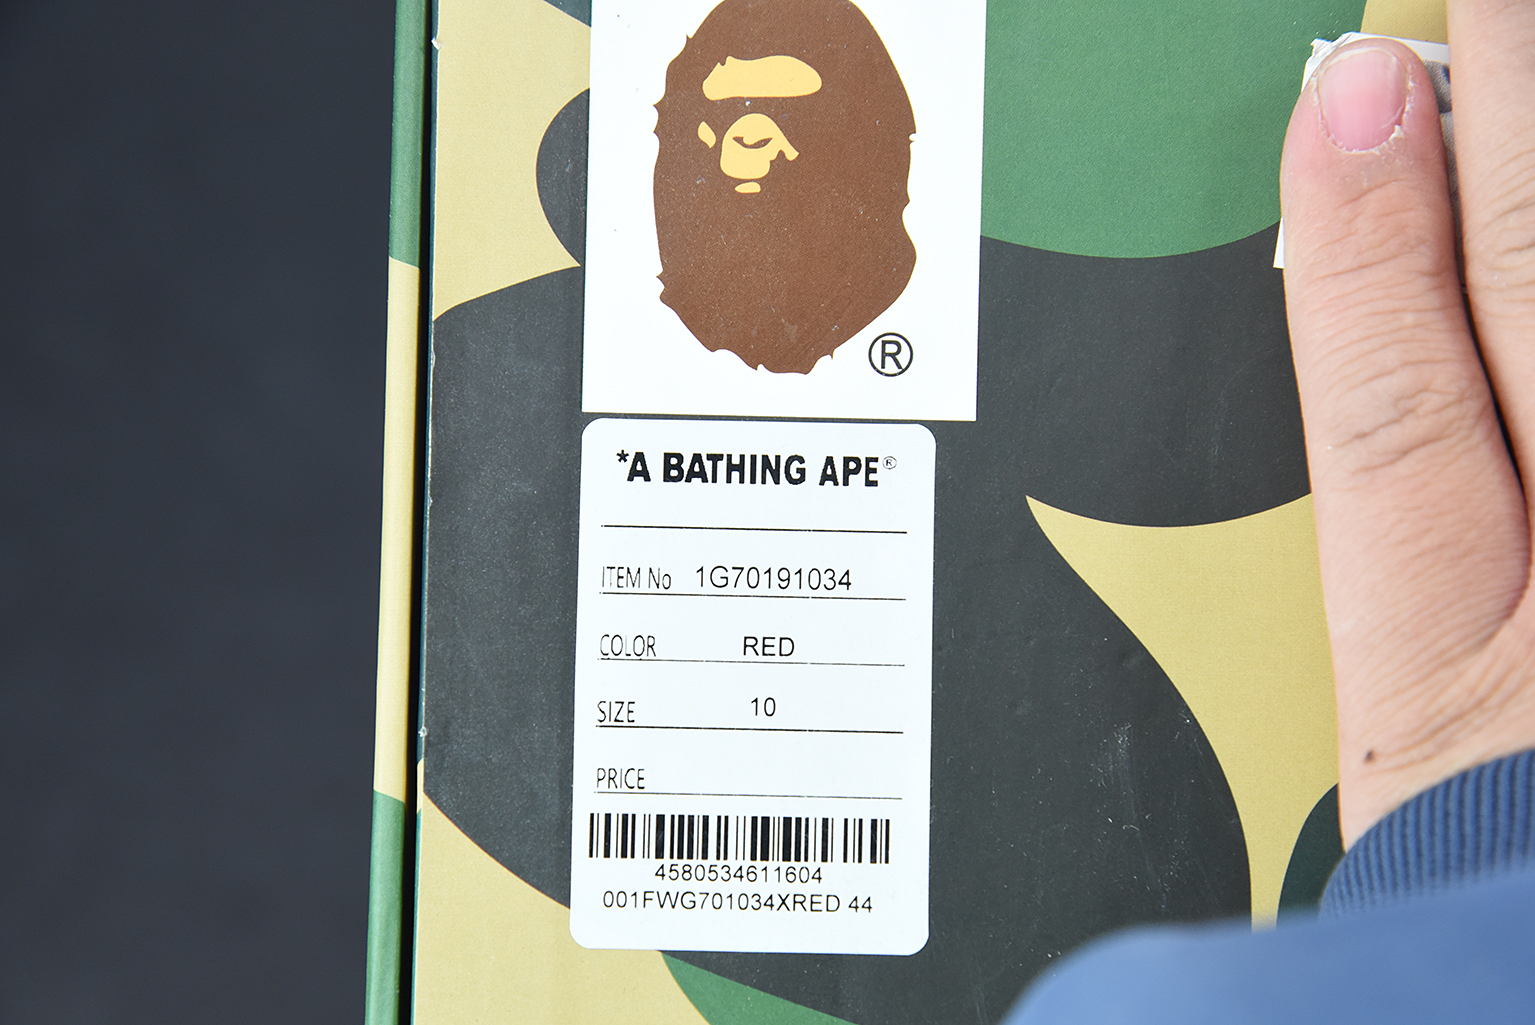 ®
*A BATHING APE®
ITEM No 1G70191034
COLOR RED
SIZE 10
PRICE
4580534611604
001FWG701034XRED 44